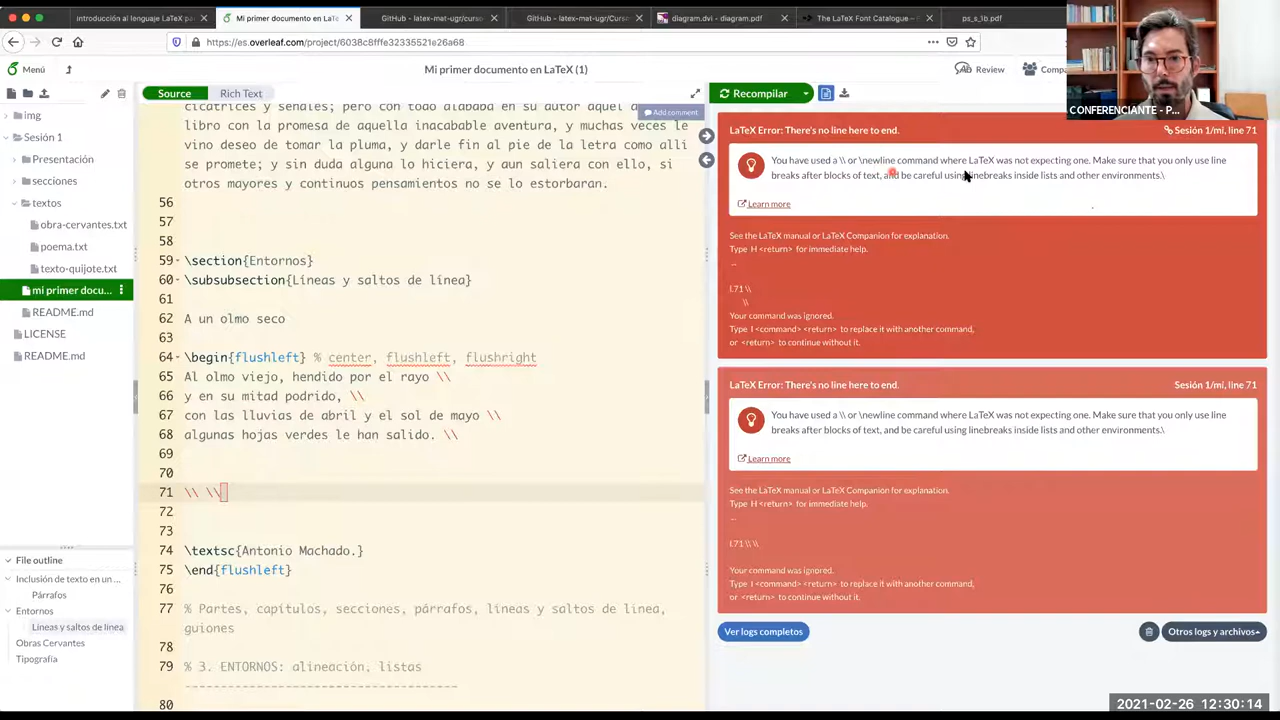 introducción al lenguaje LaTeX pa
Mi primer documento en LaTe
GitHub - latex-mat-ugr/curso
GitHub - latex-mat-ugr/Curso
diagram.dvi - diagram.pdf
The LaTeX Font Catalogue –
ps_s_1b.pdf
https://es.overleaf.com/project/6038c8fffe32335521e26a68
Menú
Mi primer documento en LaTeX (1)
Review
Source
Rich Text
Recompilar
CONFERENCIANTE - P...
img
Sesión 1
Presentación
secciones
textos
obra-cervantes.txt
poema.txt
texto-quijote.txt
mi primer docu...
README.md
LICENSE
README.md
File outline
Inclusión de texto en un ...
Párrafos
Entornos
Líneas y saltos de línea
Obras Cervantes
Tipografía
Add comment
libro con la promesa de aquella inacabable aventura, y muchas veces le
vino deseo de tomar la pluma, y darle fin al pie de la letra como allí
se promete; y sin duda alguna lo hiciera, y aun saliera con ello, si
otros mayores y continuos pensamientos no se lo estorbaran.
56
57
58
59 \section{Entornos}
60 \subsubsection{Líneas y saltos de línea}
61
62 A un olmo seco
63
64 \begin{flushleft} % center, flushleft, flushright
65 Al olmo viejo, hendido por el rayo \\
66 y en su mitad podrido, \\
67 con las lluvias de abril y el sol de mayo \\
68 algunas hojas verdes le han salido. \\
69
70
71 \\ \\
72
73
74 \textsc{Antonio Machado.}
75 \end{flushleft}
76
77 % Partes, capítulos, secciones, párrafos, líneas y saltos de línea,
guiones
78
79 % 3. ENTORNOS: alineación, listas
------------------------------------------
80
LaTeX Error: There's no line here to end.
Sesión 1/mi, line 71
You have used a \\ or \newline command where LaTeX was not expecting one. Make sure that you only use line
breaks after blocks of text, and be careful using linebreaks inside lists and other environments.\
Learn more
See the LaTeX manual or LaTeX Companion for explanation.
Type H <return> for immediate help.
...
l.71 \\
\\
Your command was ignored.
Type I <command> <return> to replace it with another command,
or <return> to continue without it.
LaTeX Error: There's no line here to end.
Sesión 1/mi, line 71
You have used a \\ or \newline command where LaTeX was not expecting one. Make sure that you only use line
breaks after blocks of text, and be careful using linebreaks inside lists and other environments.\
Learn more
See the LaTeX manual or LaTeX Companion for explanation.
Type H <return> for immediate help.
...
l.71 \\ \\
Your command was ignored.
Type I <command> <return> to replace it with another command,
or <return> to continue without it.
Ver logs completos
Otros logs y archivos
2021-02-26 12:30:14